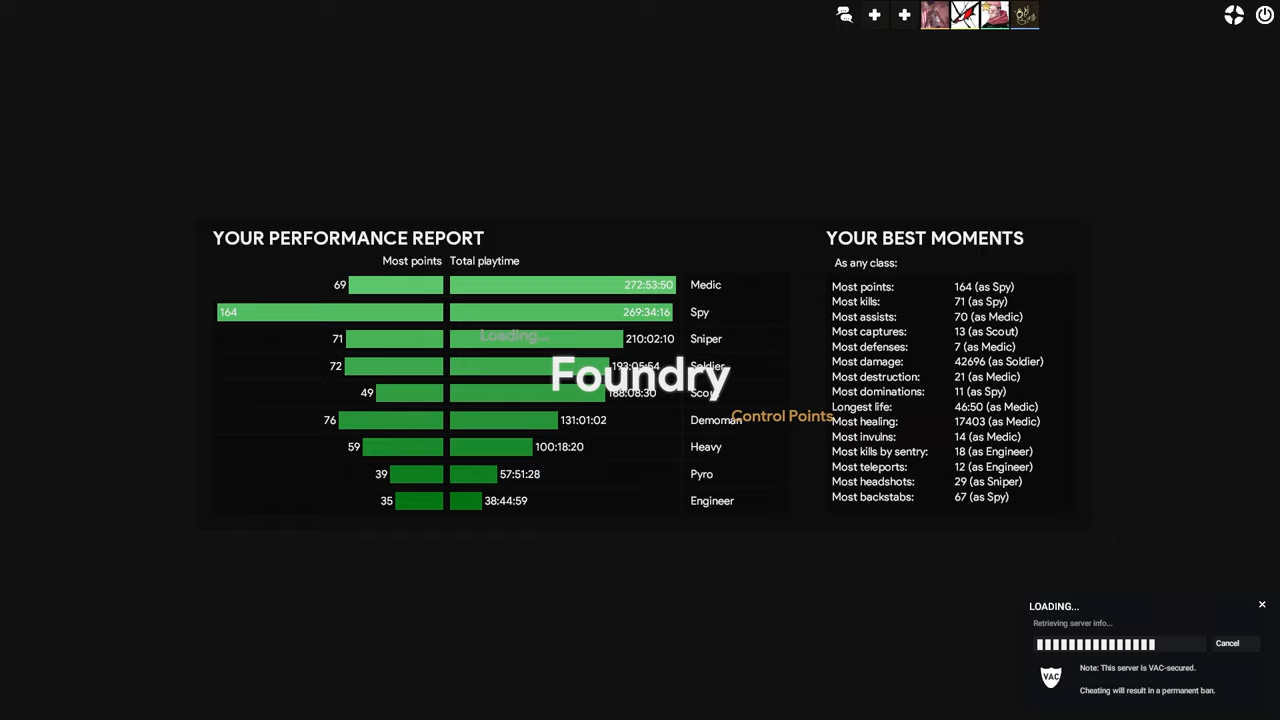 YOUR PERFORMANCE REPORT
Most points Total playtime
69 272:53:50 Medic
164 269:34:16 Spy
71 210:02:10 Sniper
Loading...
72 193:05:54 Soldier
Foundry
49 188:08:30 Scout
Control Points
76 131:01:02 Demoman
59 100:18:20 Heavy
39 57:51:28 Pyro
35 38:44:59 Engineer
YOUR BEST MOMENTS
As any class:
Most points: 164 (as Spy)
Most kills: 71 (as Spy)
Most assists: 70 (as Medic)
Most captures: 13 (as Scout)
Most defenses: 7 (as Medic)
Most damage: 42696 (as Soldier)
Most destruction: 21 (as Medic)
Most dominations: 11 (as Spy)
Longest life: 46:50 (as Medic)
Most healing: 17403 (as Medic)
Most invulns: 14 (as Medic)
Most kills by sentry: 18 (as Engineer)
Most teleports: 12 (as Engineer)
Most headshots: 29 (as Sniper)
Most backstabs: 67 (as Spy)
LOADING...
Retrieving server info...
Cancel
VAC
Note: This server is VAC-secured.
Cheating will result in a permanent ban.